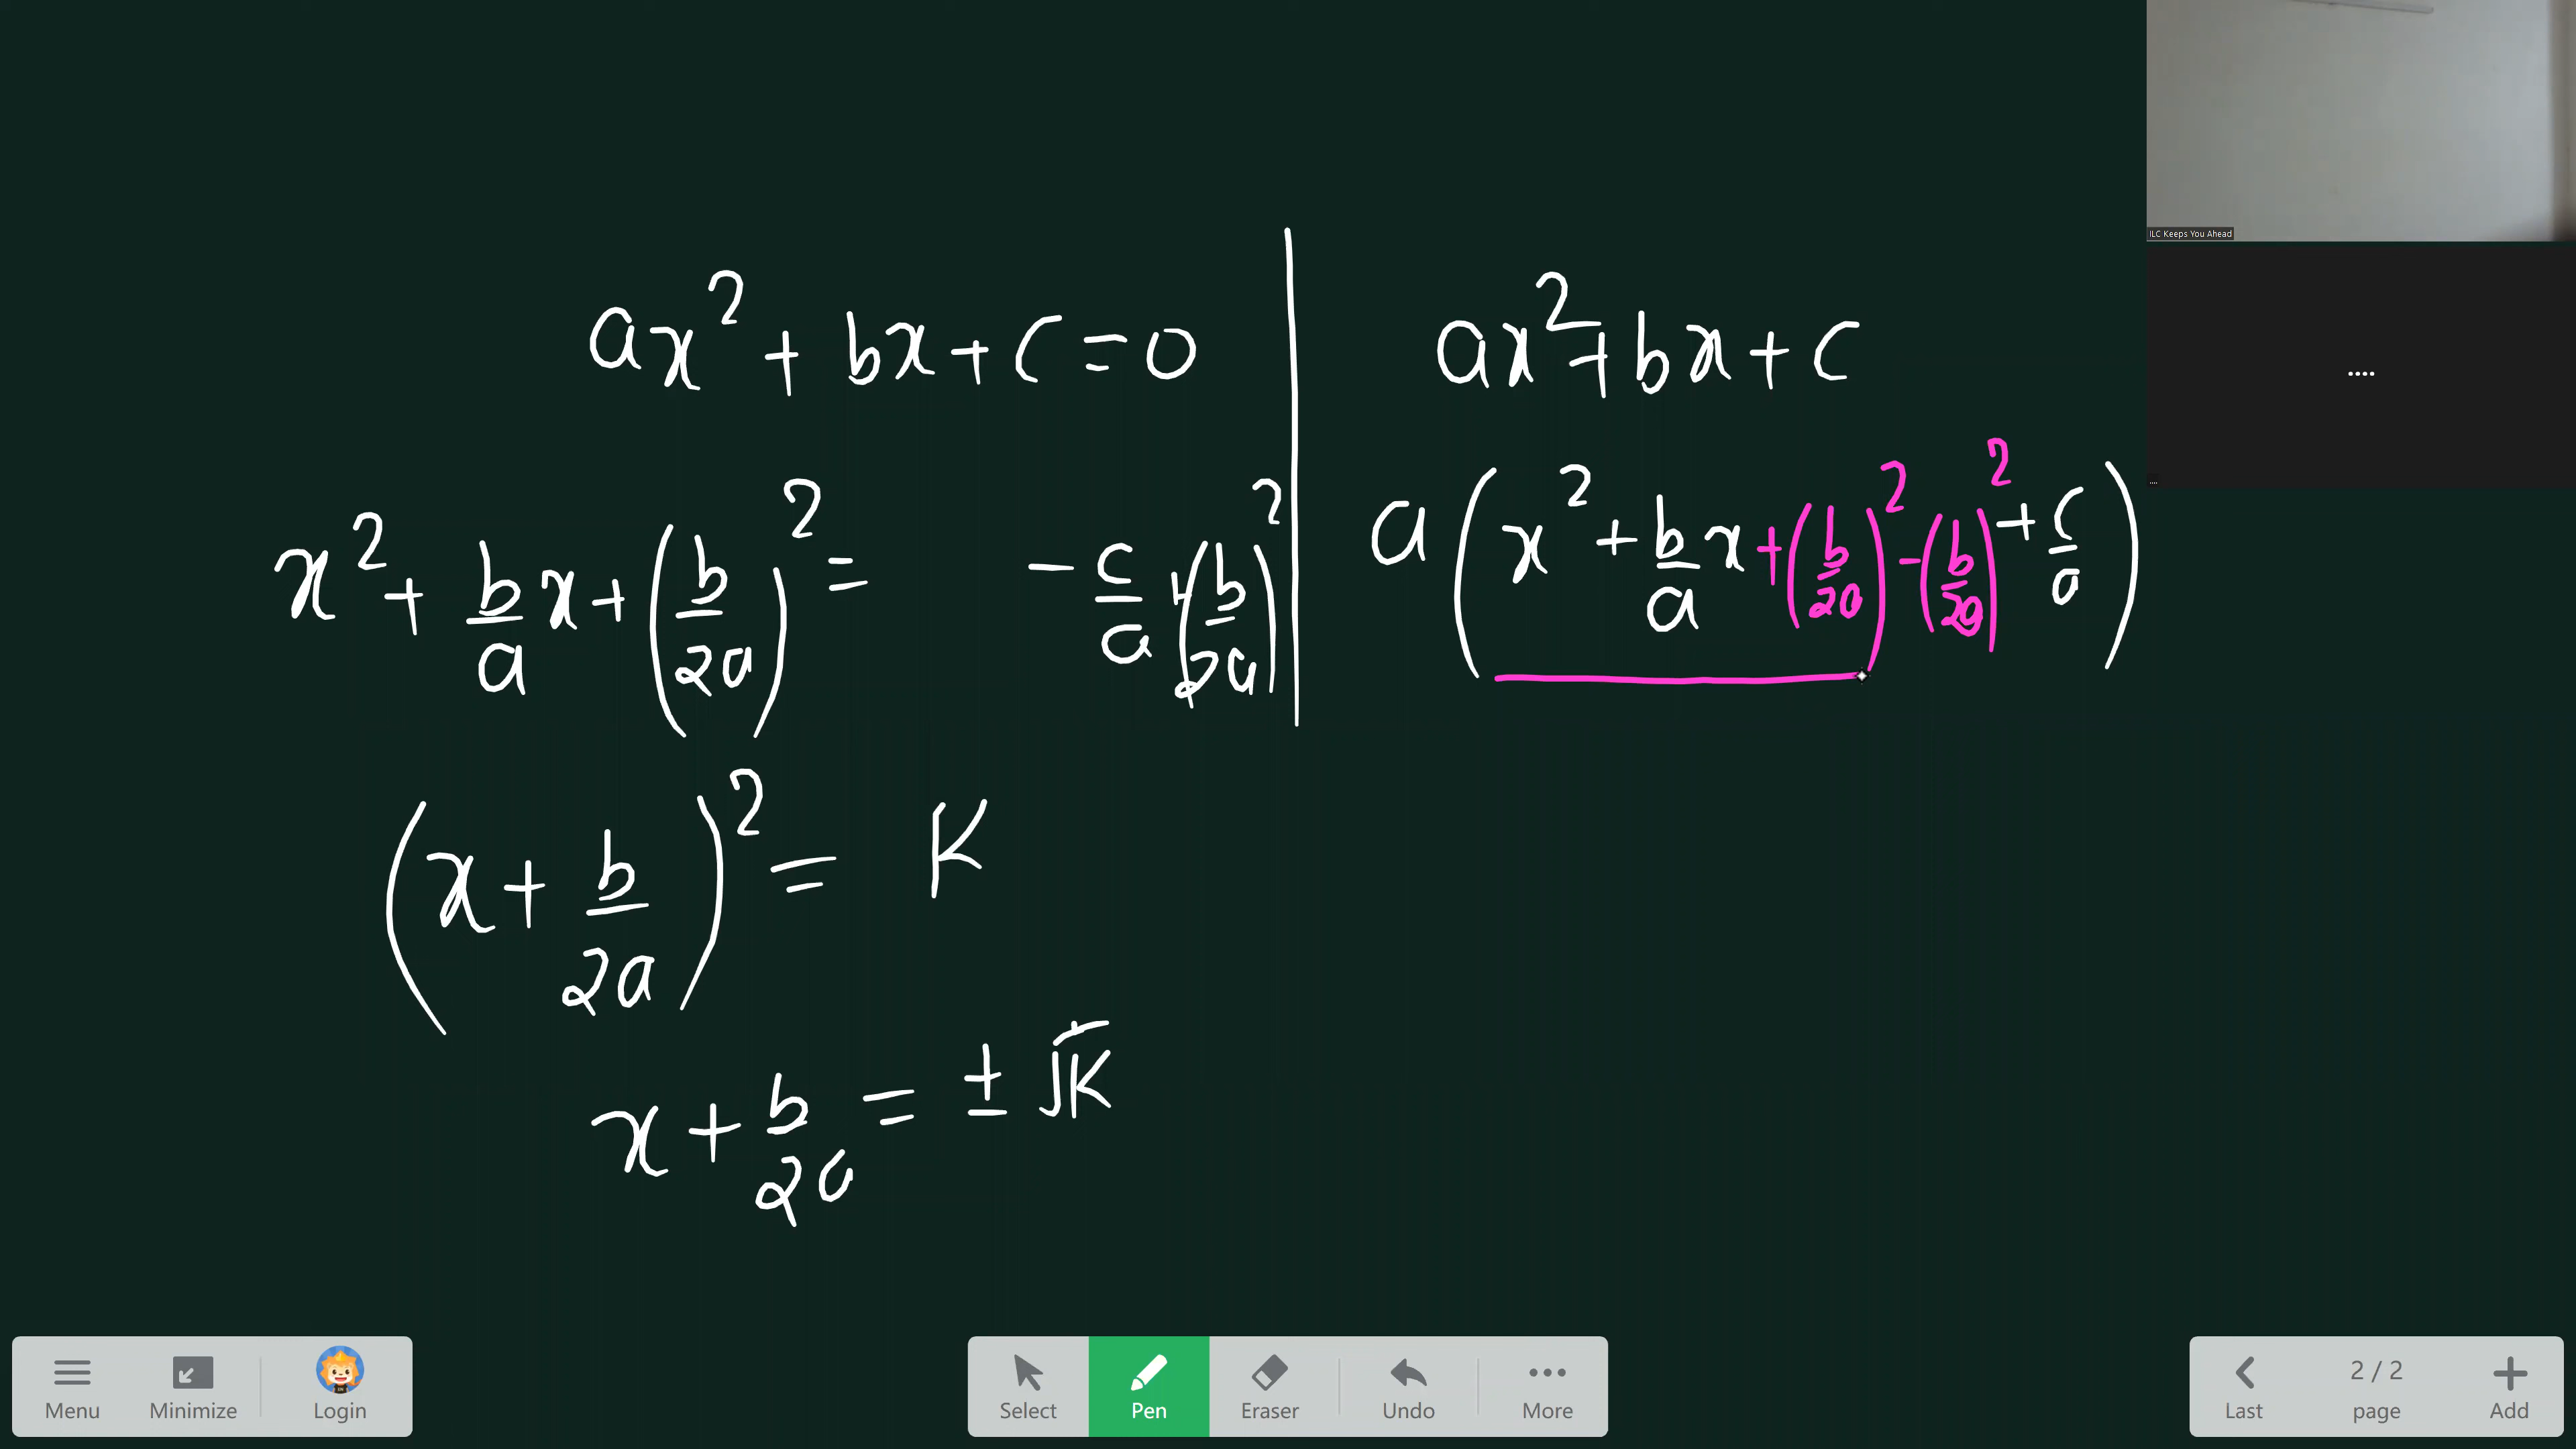 ILC Keeps You Ahead
....
....
ax² + bx + c = 0
x² + b/a x + (b/2a)² = - c/a + (b/2a)²
(x + b/2a)² = K
x + b/2a = ± √K
ax² + bx + c
a (x² + b/a x + (b/2a)² - (b/2a)² + c/a)
Menu
Minimize
Login
Select
Pen
Eraser
Undo
More
Last
2 / 2
page
Add